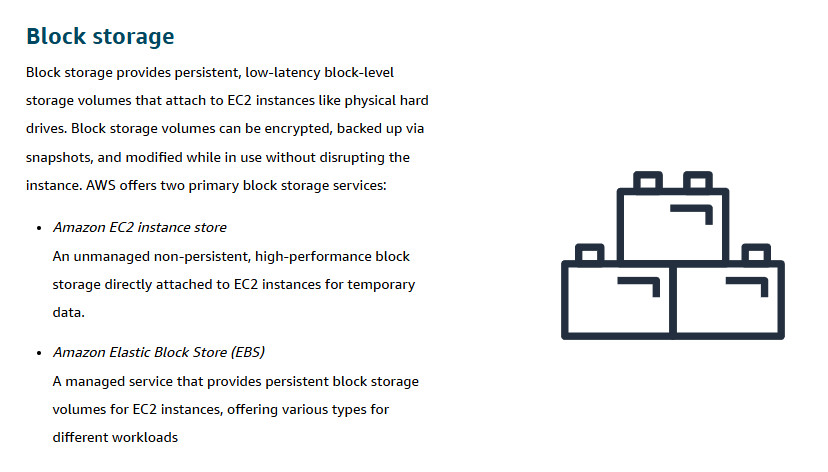 Block storage
Block storage provides persistent, low-latency block-level
storage volumes that attach to EC2 instances like physical hard
drives. Block storage volumes can be encrypted, backed up via
snapshots, and modified while in use without disrupting the
instance. AWS offers two primary block storage services:
• Amazon EC2 instance store
An unmanaged non-persistent, high-performance block
storage directly attached to EC2 instances for temporary
data.
• Amazon Elastic Block Store (EBS)
A managed service that provides persistent block storage
volumes for EC2 instances, offering various types for
different workloads